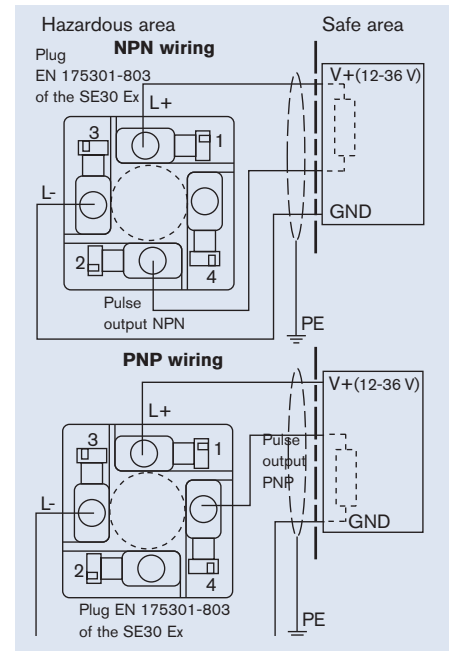 Hazardous area
Safe area
NPN wiring
Plug
EN 175301-803
of the SE30 Ex
L+
V+(12-36 V)
3
1
L-
GND
2
4
Pulse
output NPN
PE
PNP wiring
V+(12-36 V)
L+
3
1
Pulse
output
PNP
L-
GND
2
4
Plug EN 175301-803
of the SE30 Ex
PE